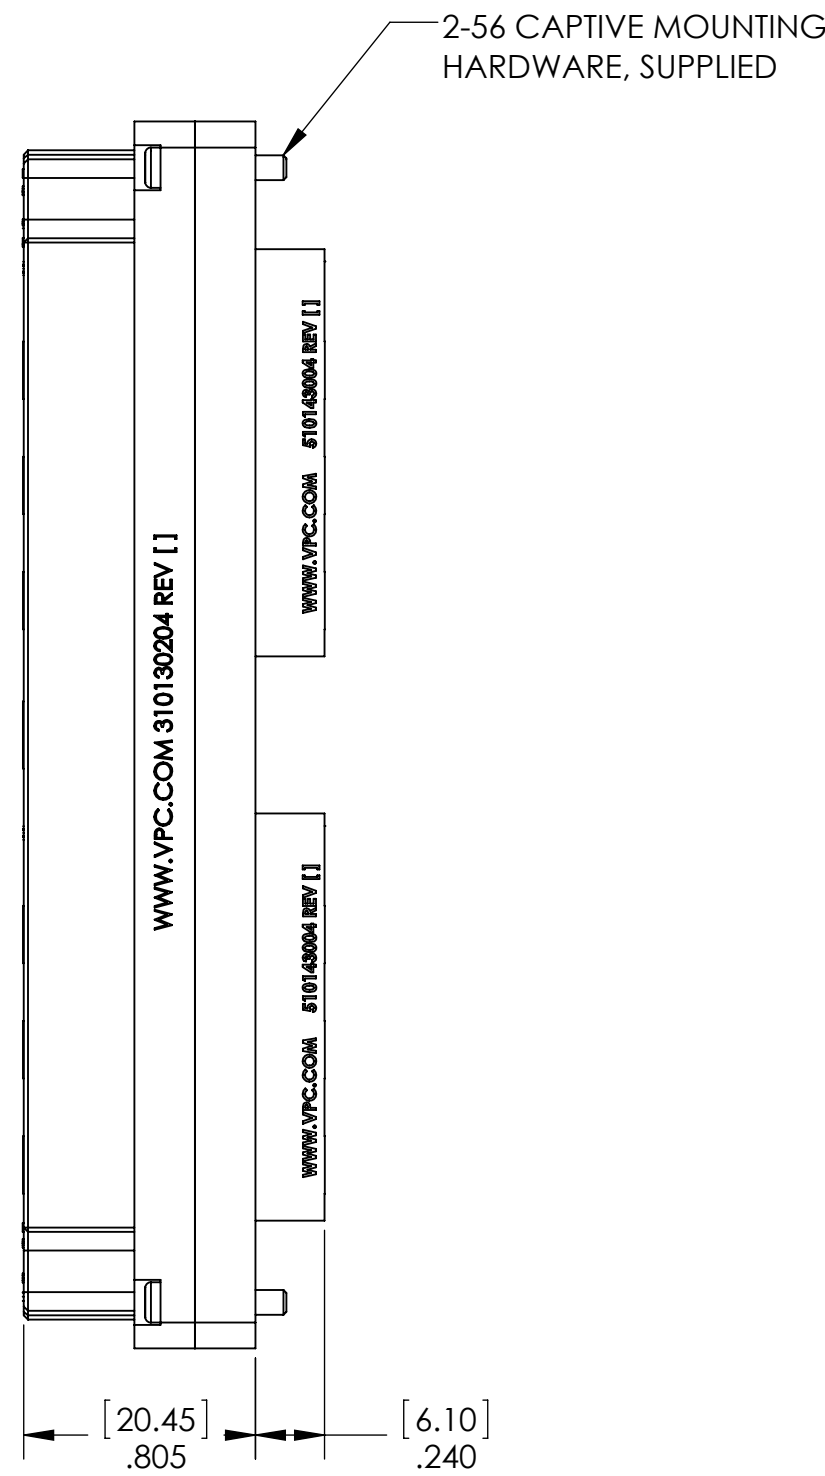 2-56 CAPTIVE MOUNTING
HARDWARE, SUPPLIED
WWW.VPC.COM 510143004 REV [ ]
WWW.VPC.COM 310130204 REV [ ]
WWW.VPC.COM 510143004 REV [ ]
[20.45]
.805
[6.10]
.240